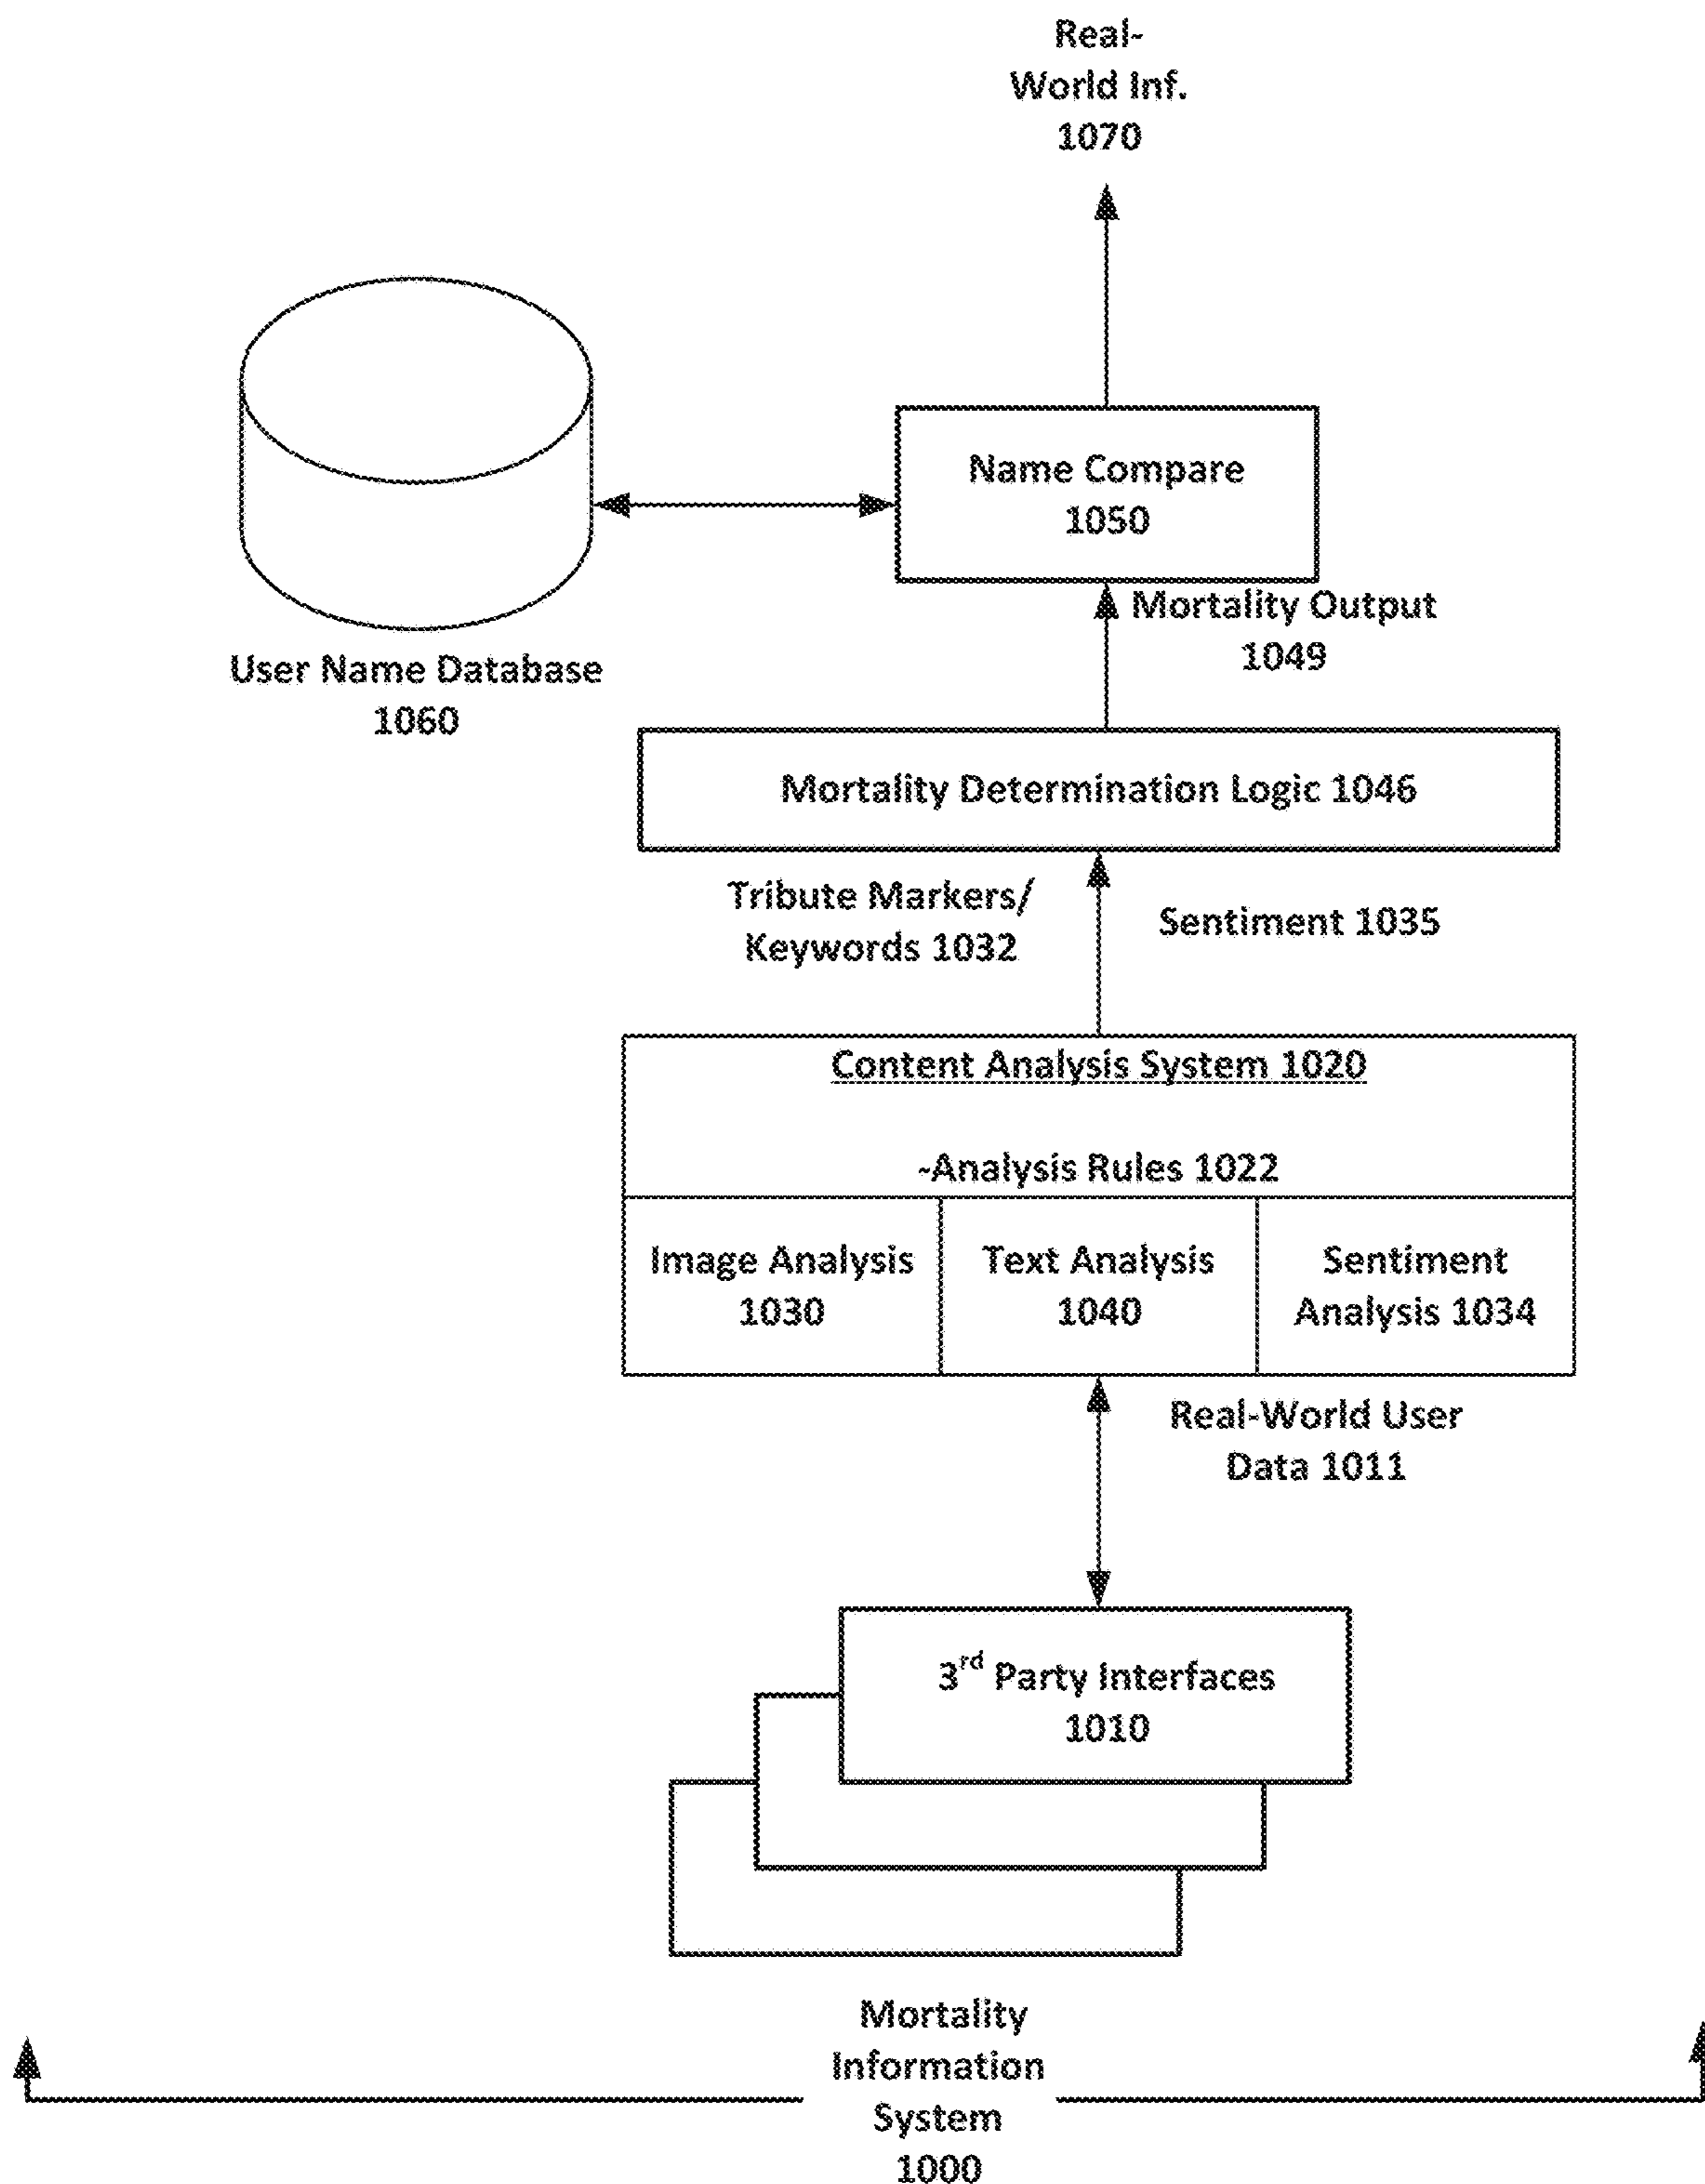 Real-
World Inf.
1070
Name Compare
1050
Mortality Output
1049
User Name Database
1060
Mortality Determination Logic 1046
Tribute Markers/
Keywords 1032
Sentiment 1035
Content Analysis System 1020
-Analysis Rules 1022
Image Analysis
1030
Text Analysis
1040
Sentiment
Analysis 1034
Real-World User
Data 1011
3rd Party Interfaces
1010
Mortality
Information
System
1000